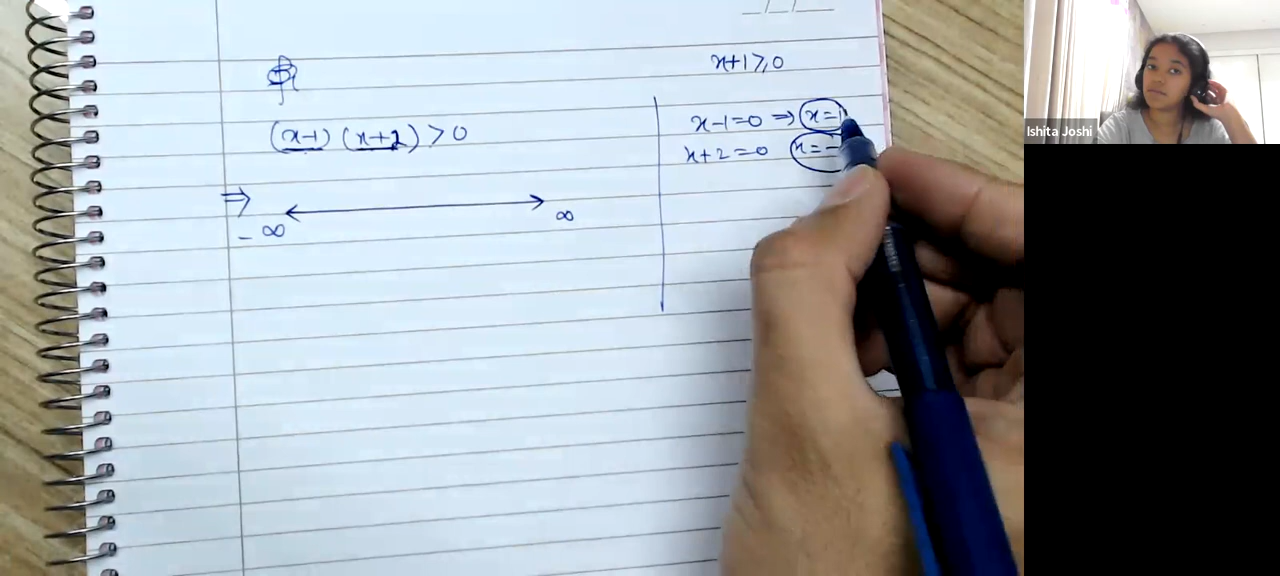 x+1≥0
(x-1) (x+2) > 0
x-1=0 ⇒ x=1
x+2=0 x=-
⇒
-∞ ∞
Ishita Joshi